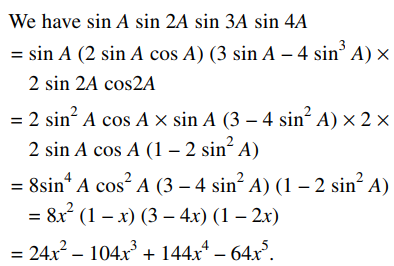 We have sin A sin 2A sin 3A sin 4A
= sin A (2 sin A cos A) (3 sin A – 4 sin³ A) ×
2 sin 2A cos2A
= 2 sin² A cos A × sin A (3 – 4 sin² A) × 2 ×
2 sin A cos A (1 – 2 sin² A)
= 8sin⁴ A cos² A (3 – 4 sin² A) (1 – 2 sin² A)
= 8x² (1 – x) (3 – 4x) (1 – 2x)
= 24x² – 104x³ + 144x⁴ – 64x⁵.